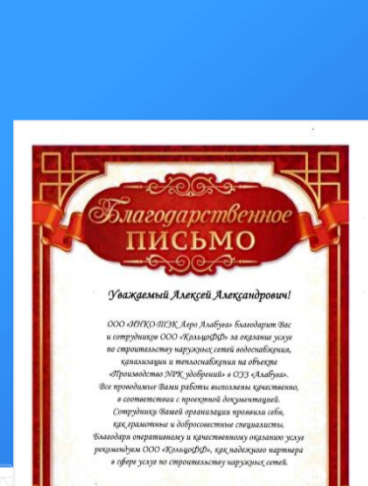 Благодарственное
ПИСЬМО
Уважаемый Алексей Александрович!
ООО «ИНКО-ТЭК Агро Алабуга» благодарит Вас
и сотрудников ООО «КольцоФФ» за оказание услуг
по строительству наружных сетей водоснабжения,
канализации и теплоснабжения на объекте
«Производство NPK удобрений» в ОЭЗ «Алабуга».
Все проводимые Вами работы выполнены качественно,
в соответствии с проектной документацией.
Сотрудники Вашей организации проявили себя,
как грамотные и добросовестные специалисты.
Благодаря оперативному и качественному оказанию услуг
рекомендуем ООО «КольцоФФ», как надежного партнера
в сфере услуг по строительству наружных сетей.